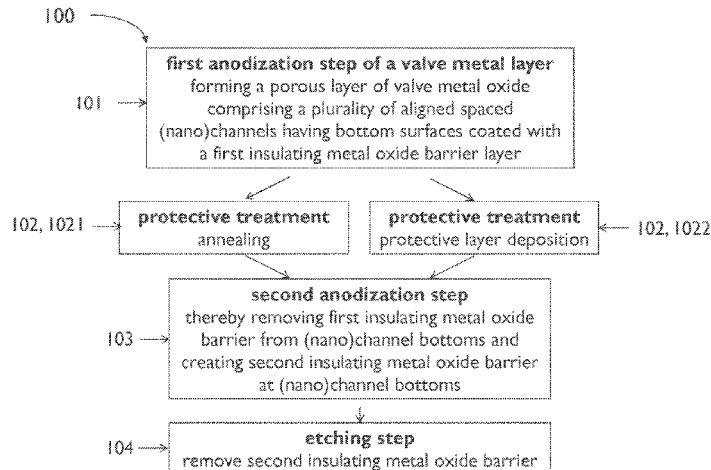 100
first anodization step of a valve metal layer
forming a porous layer of valve metal oxide
101
comprising a plurality of aligned spaced
(nano)channels having bottom surfaces coated with
a first insulating metal oxide barrier layer
102, 1021
protective treatment
annealing
protective treatment
protective layer deposition
102, 1022
second anodization step
thereby removing first insulating metal oxide
103
barrier from (nano)channel bottoms and
creating second insulating metal oxide barrier
at (nano)channel bottoms
104
etching step
remove second insulating metal oxide barrier